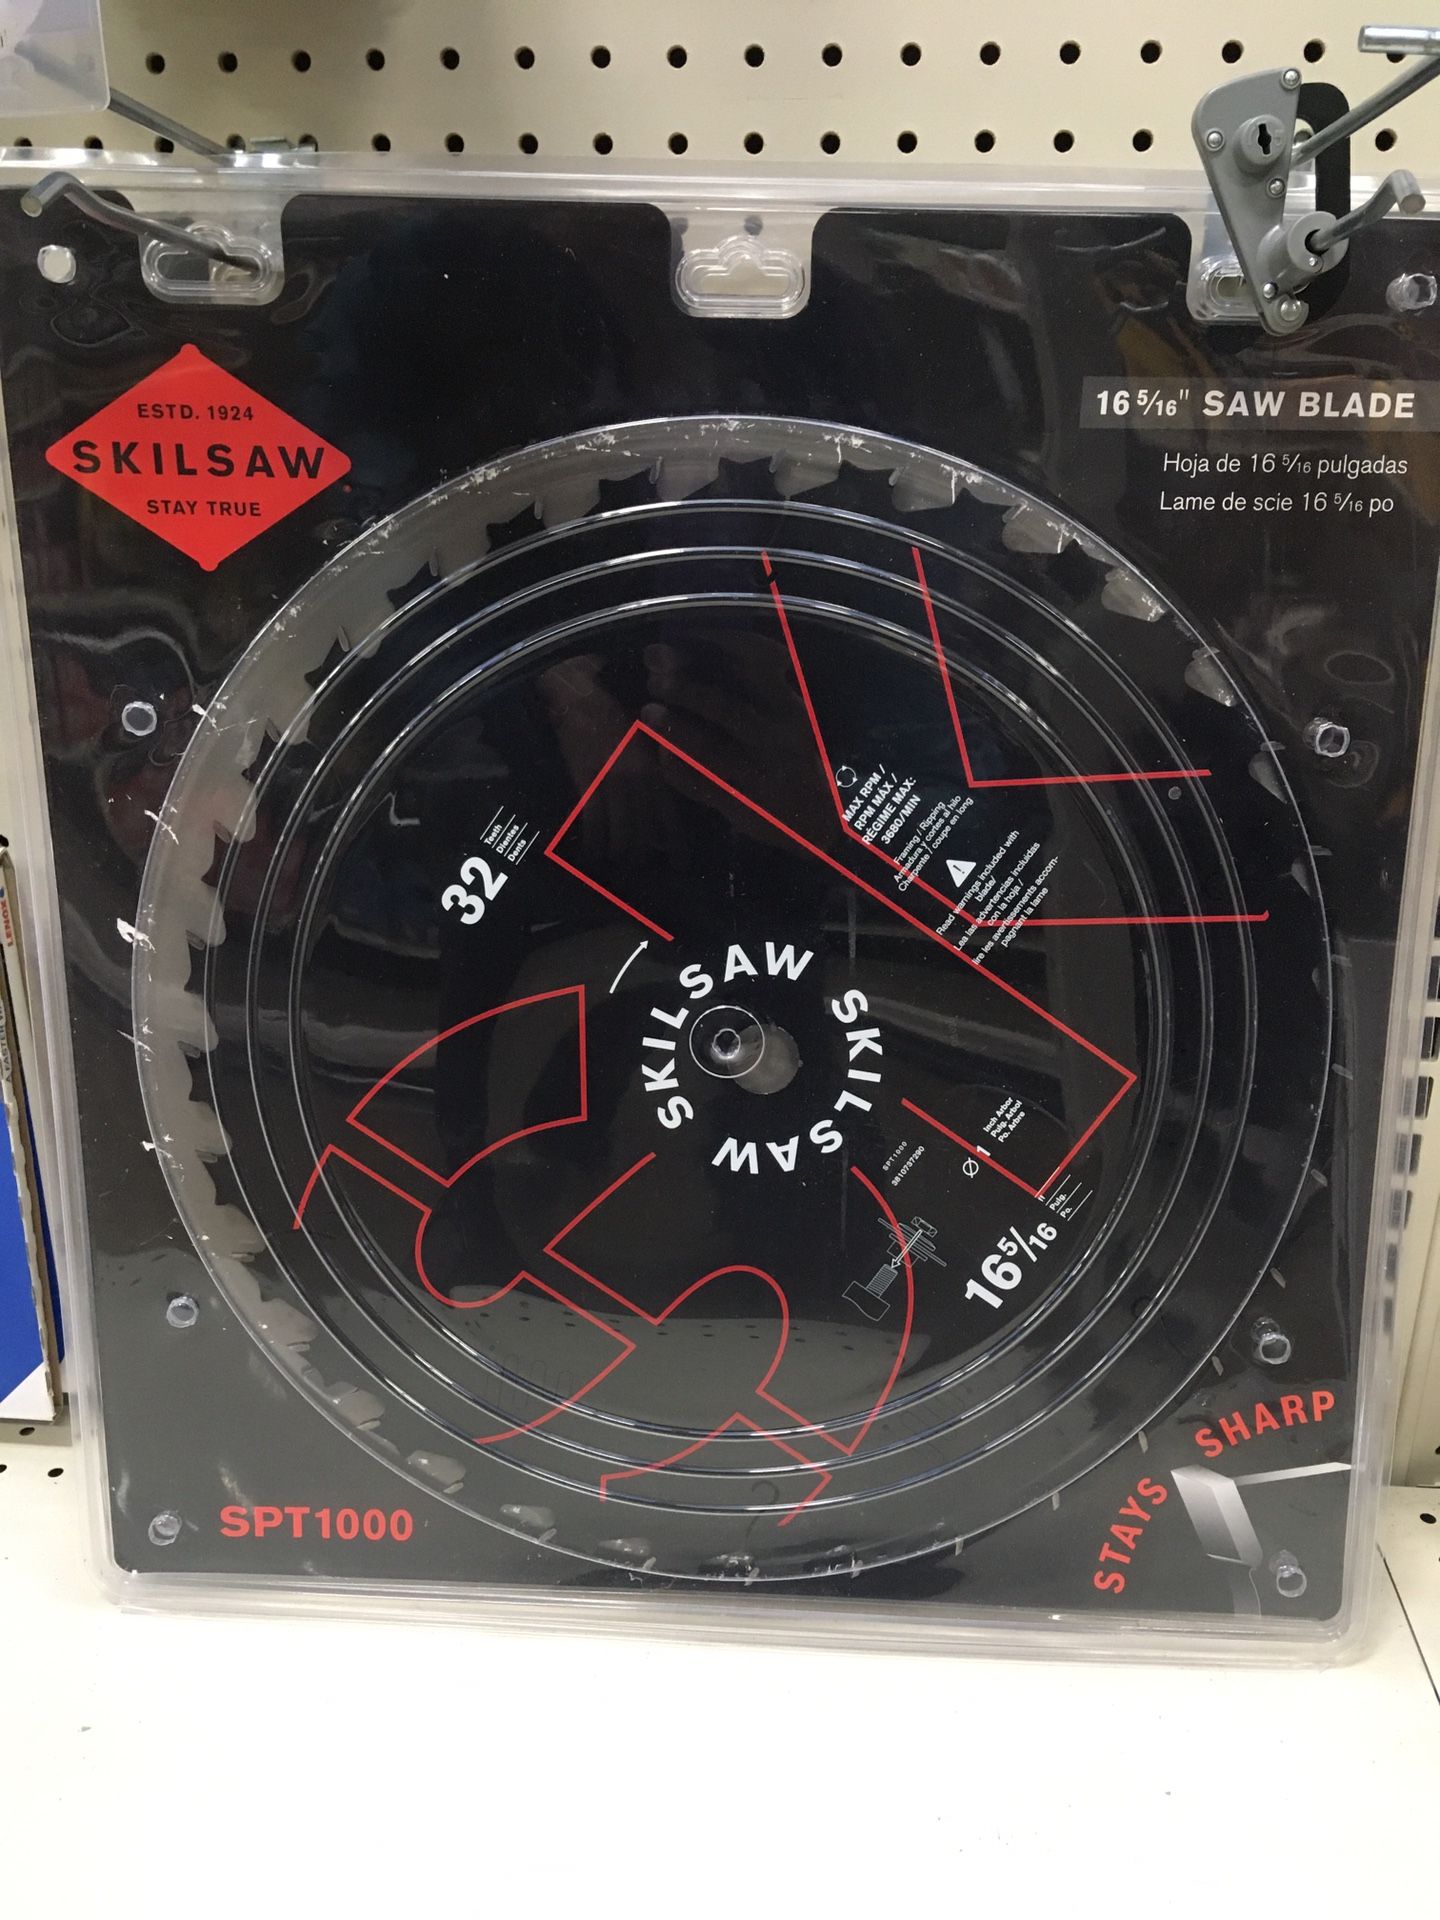 ESTD. 1924
SKILSAW
STAY TRUE
16 5/16" SAW BLADE
Hoja de 16 5/16 pulgadas
Lame de scie 16 5/16 po
32
Teeth
Dientes
Dents
MAX RPM /
RPM MÁX /
RÉGIME MAX:
3680/MIN
Framing / Ripping
Armadura y cortes al hilo
Charpente / coupe en long
Read warnings included with
blade/
Lea las advertencias incluidas
con la hoja /
lire les avertissements accom-
pagnant la lame
SKILSAW SKILSAW
Ø 1
Inch Arbor
Pulg. Arbol
Po. Arbre
SPT1000
16 5/16
"
Pulg.
Po.
SPT1000
STAYS SHARP
LENOX